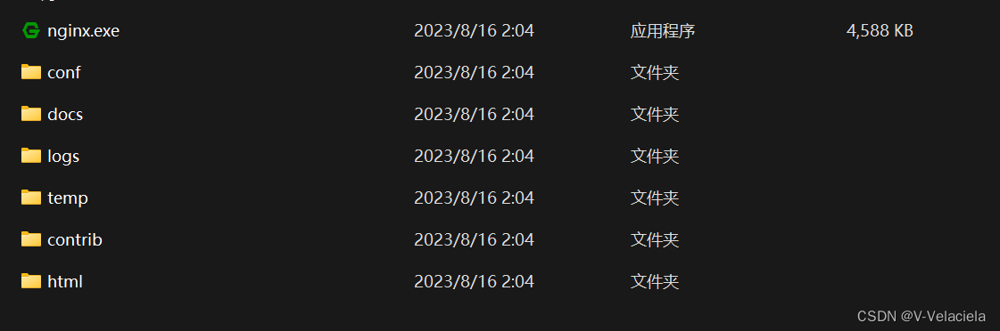 nginx.exe 2023/8/16 2:04 应用程序 4,588 KB
conf 2023/8/16 2:04 文件夹
docs 2023/8/16 2:04 文件夹
logs 2023/8/16 2:04 文件夹
temp 2023/8/16 2:04 文件夹
contrib 2023/8/16 2:04 文件夹
html 2023/8/16 2:04 文件夹
CSDN @V-Velaciela